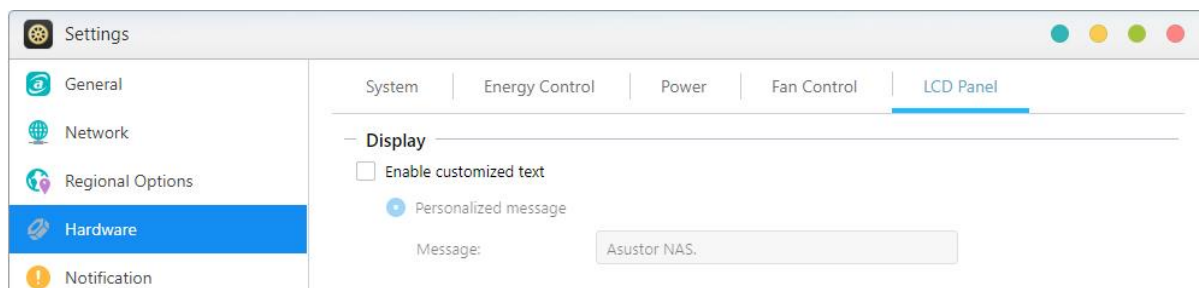 Settings
General
Network
Regional Options
Hardware
Notification
System Energy Control Power Fan Control LCD Panel
Display
Enable customized text
Personalized message
Message: Asustor NAS.